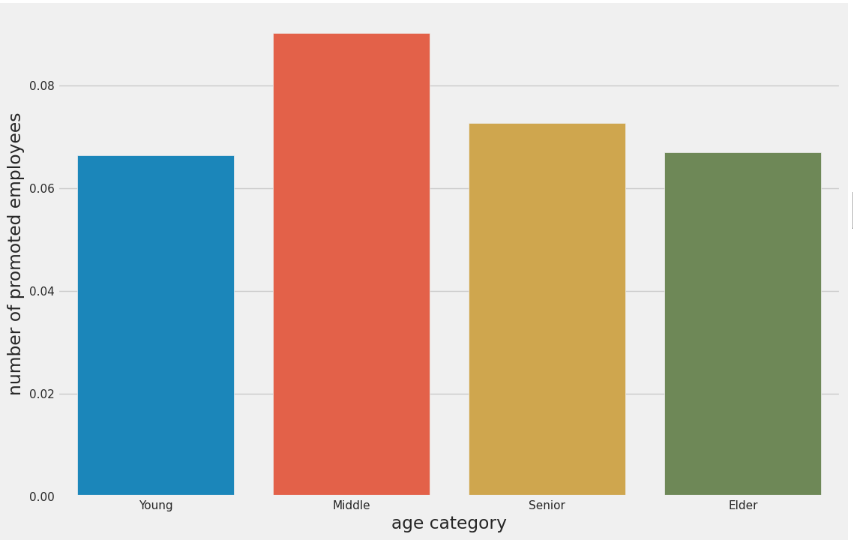 number of promoted employees
0.08
0.06
0.04
0.02
0.00
Young Middle Senior Elder
age category